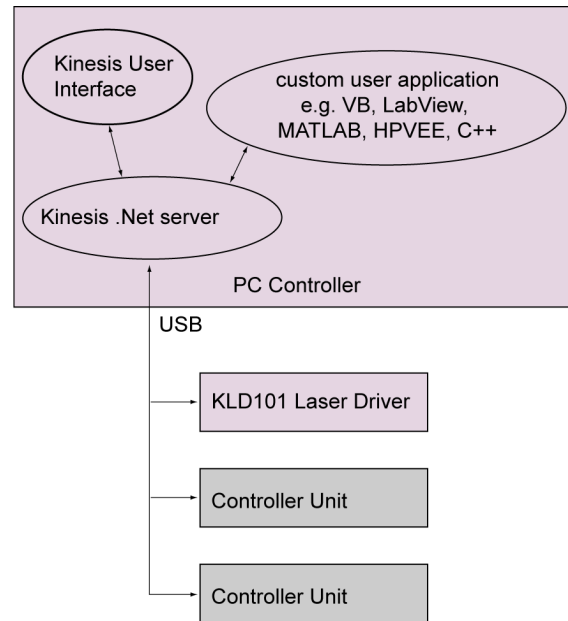 Kinesis User
Interface
custom user application
e.g. VB, LabView,
MATLAB, HPVEE, C++
Kinesis .Net server
PC Controller
USB
KLD101 Laser Driver
Controller Unit
Controller Unit